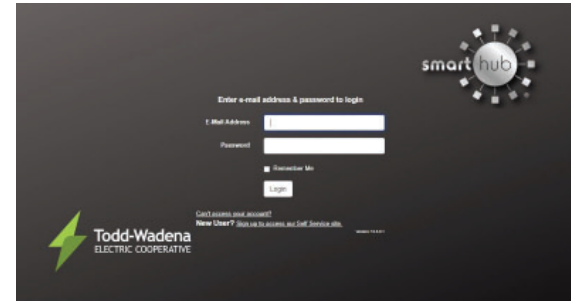 smart hub
Enter e-mail address & password to login
E-Mail Address
Password
Remember Me
Login
Can't access your account?
New User? Sign up to access our Self Service site.
Todd-Wadena
ELECTRIC COOPERATIVE